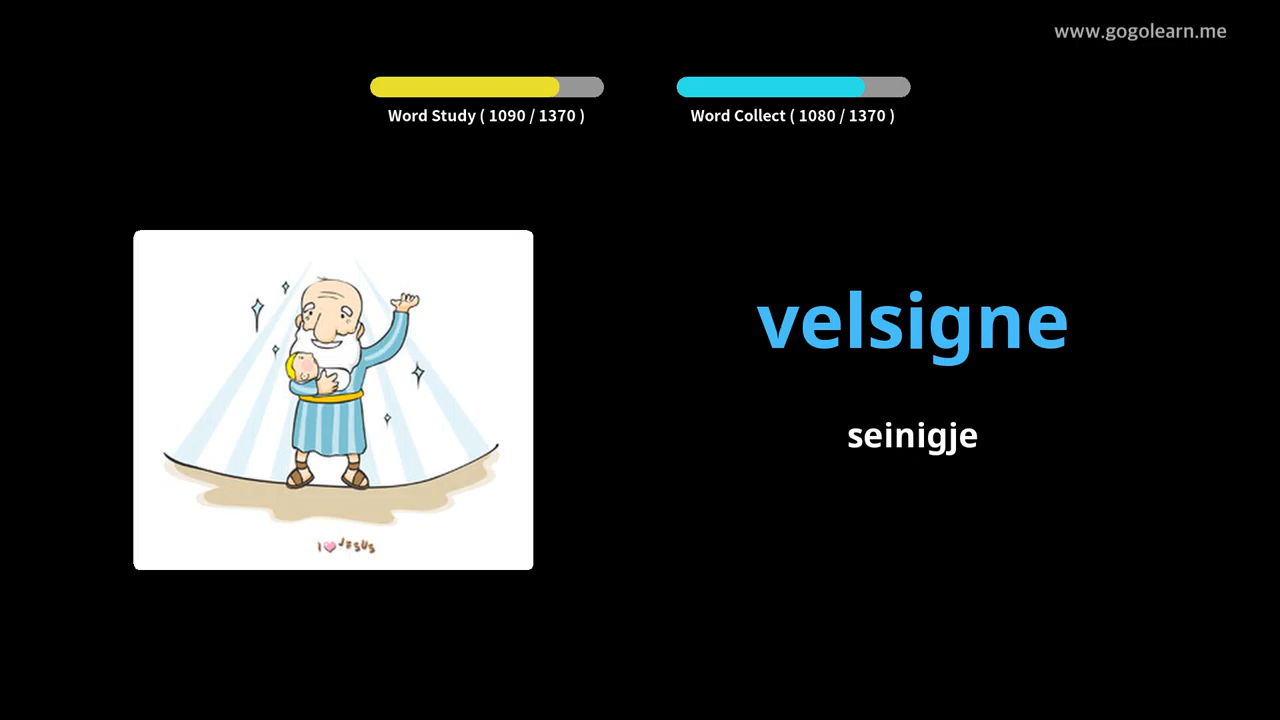 www.gogolearn.me
Word Study ( 1090 / 1370 )
Word Collect ( 1080 / 1370 )
velsigne
seinigje
I JESUS